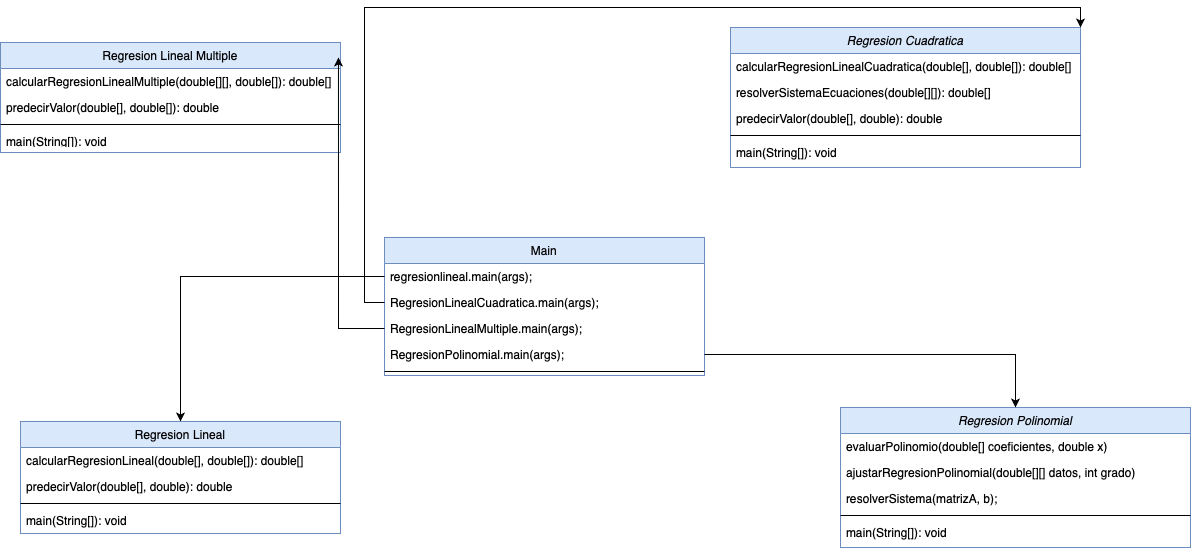 Regresion Lineal Multiple
calcularRegresionLinealMultiple(double[][], double[]): double[]
predecirValor(double[], double[]): double
main(String[]): void
Regresion Cuadratica
calcularRegresionLinealCuadratica(double[], double[]): double[]
resolverSistemaEcuaciones(double[][]): double[]
predecirValor(double[], double): double
main(String[]): void
Main
regresionlineal.main(args);
RegresionLinealCuadratica.main(args);
RegresionLinealMultiple.main(args);
RegresionPolinomial.main(args);
Regresion Lineal
calcularRegresionLineal(double[], double[]): double[]
predecirValor(double[], double): double
main(String[]): void
Regresion Polinomial
evaluarPolinomio(double[] coeficientes, double x)
ajustarRegresionPolinomial(double[][] datos, int grado)
resolverSistema(matrizA, b);
main(String[]): void